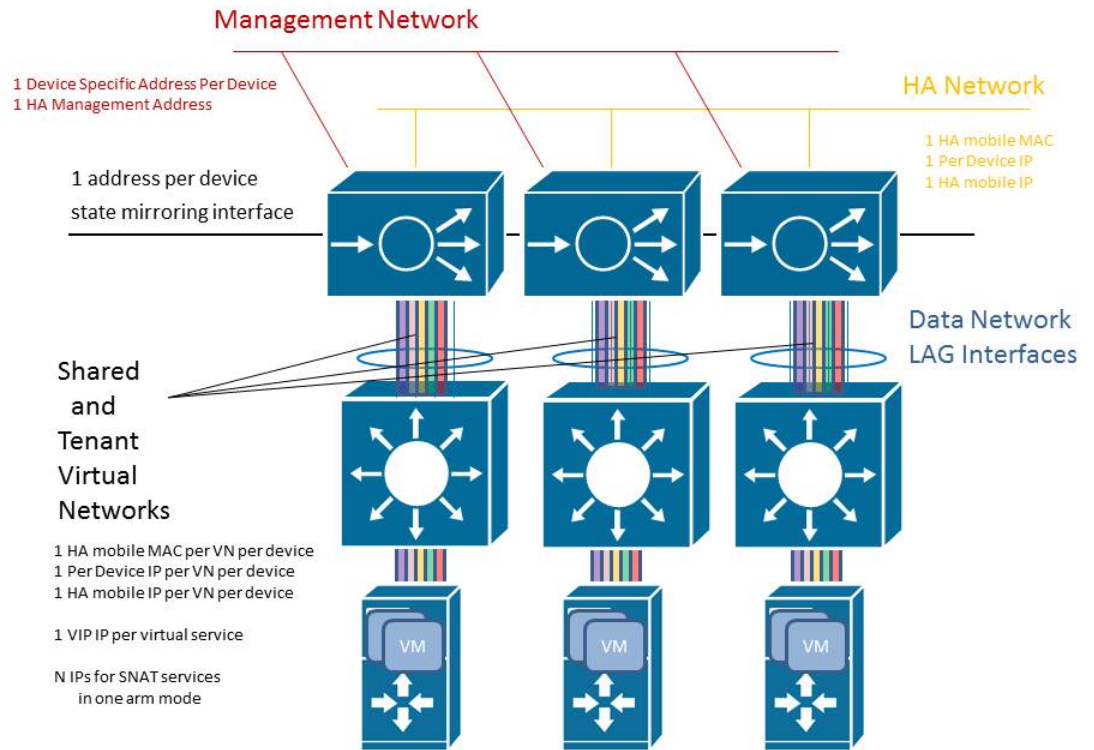 Management Network
1 Device Specific Address Per Device
1 HA Management Address
HA Network
1 HA mobile MAC
1 Per Device IP
1 HA mobile IP
1 address per device
state mirroring interface
Data Network
LAG Interfaces
Shared
and
Tenant
Virtual
Networks
1 HA mobile MAC per VN per device
1 Per Device IP per VN per device
1 HA mobile IP per VN per device
1 VIP IP per virtual service
N IPs for SNAT services
in one arm mode
VM
VM
VM